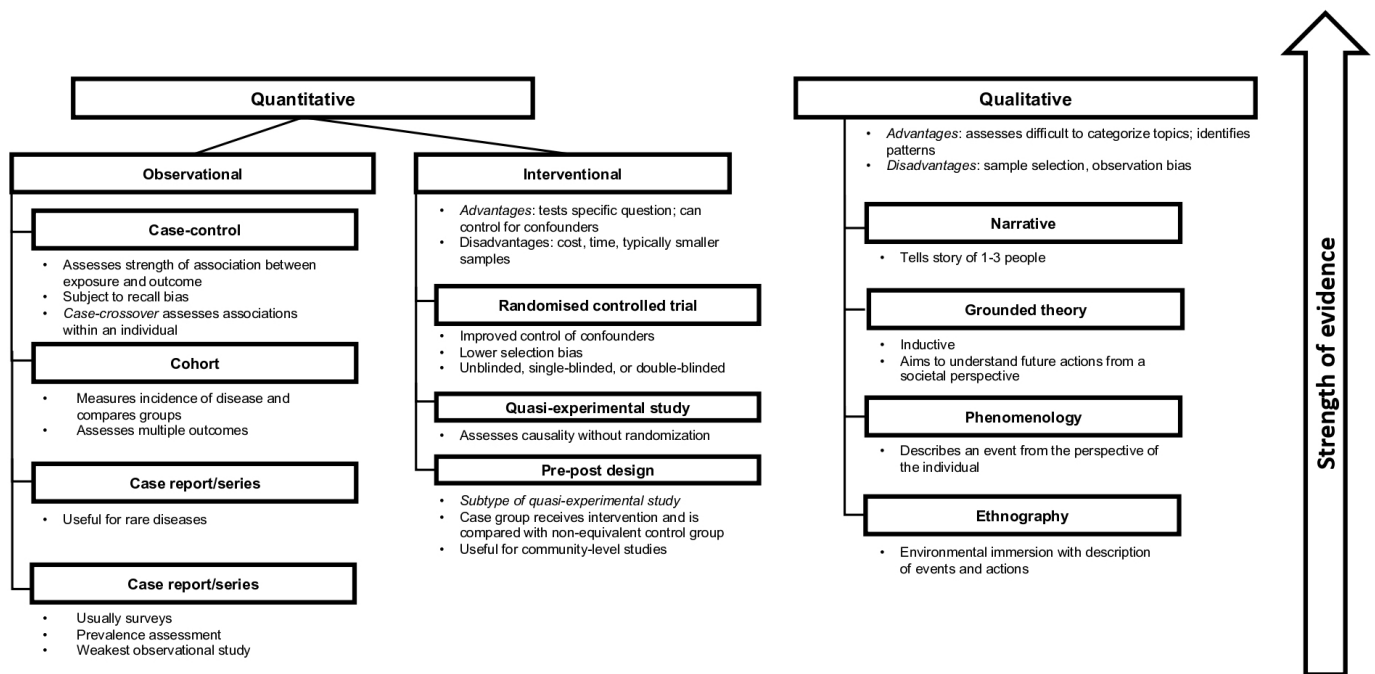 Quantitative
Observational
Case-control
• Assesses strength of association between
exposure and outcome
• Subject to recall bias
• Case-crossover assesses associations
within an individual
Cohort
• Measures incidence of disease and
compares groups
• Assesses multiple outcomes
Case report/series
• Useful for rare diseases
Case report/series
• Usually surveys
• Prevalence assessment
• Weakest observational study
Interventional
• Advantages: tests specific question; can
control for confounders
• Disadvantages: cost, time, typically smaller
samples
Randomised controlled trial
• Improved control of confounders
• Lower selection bias
• Unblinded, single-blinded, or double-blinded
Quasi-experimental study
• Assesses causality without randomization
Pre-post design
• Subtype of quasi-experimental study
• Case group receives intervention and is
compared with non-equivalent control group
• Useful for community-level studies
Qualitative
• Advantages: assesses difficult to categorize topics; identifies
patterns
• Disadvantages: sample selection, observation bias
Narrative
• Tells story of 1-3 people
Grounded theory
• Inductive
• Aims to understand future actions from a
societal perspective
Phenomenology
• Describes an event from the perspective of
the individual
Ethnography
• Environmental immersion with description
of events and actions
Strength of evidence